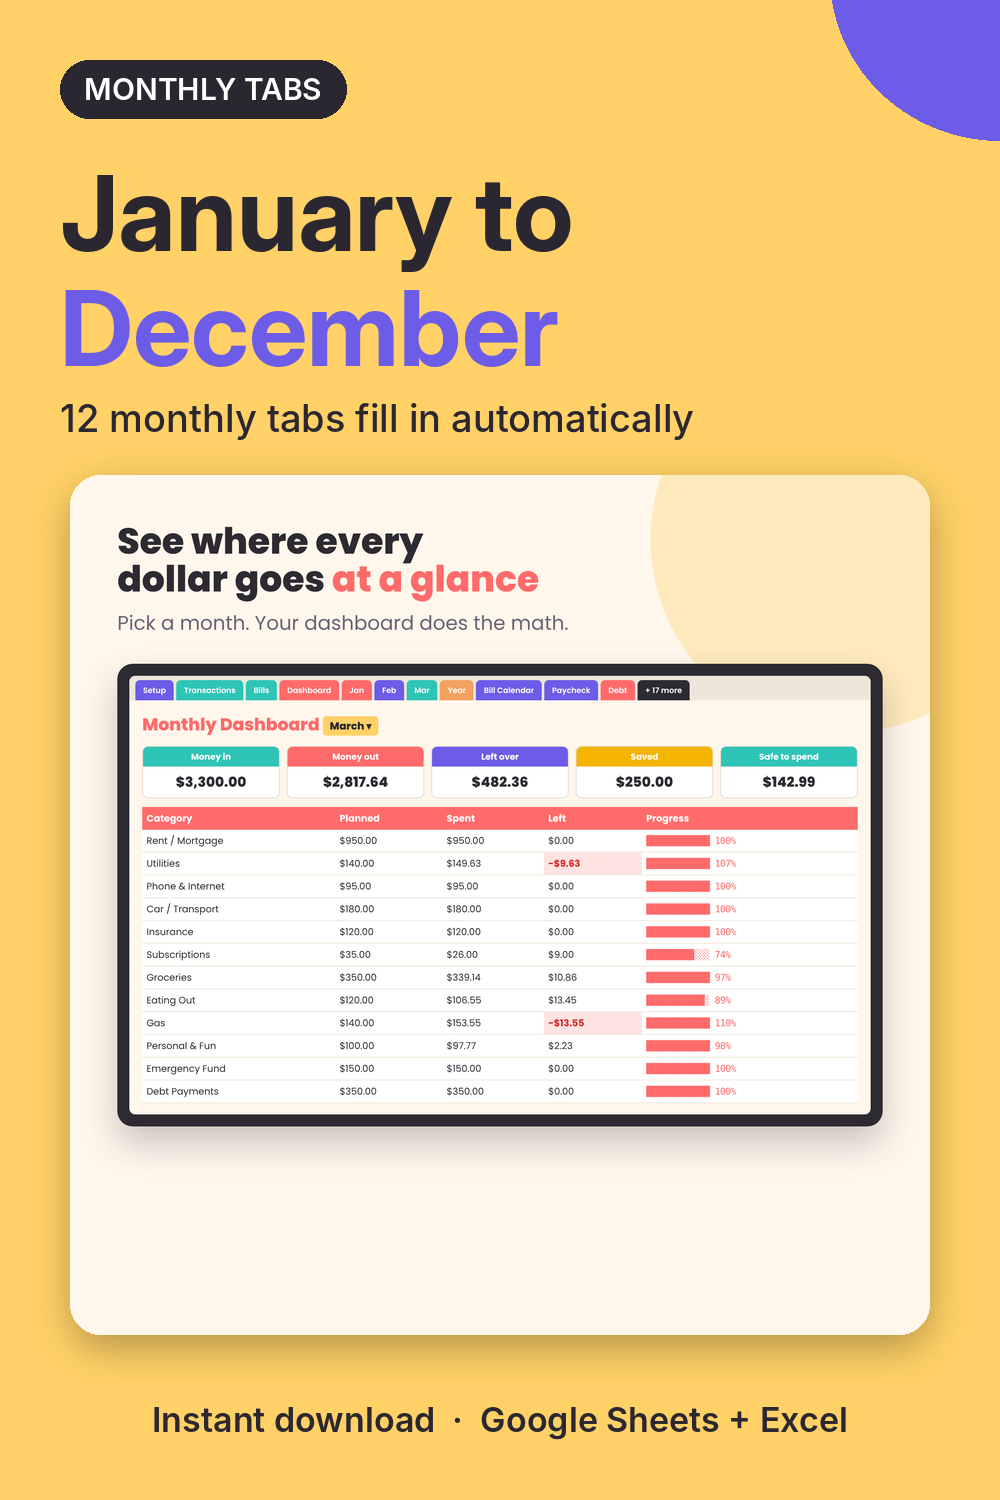 MONTHLY TABS
January to
December
12 monthly tabs fill in automatically
See where every
dollar goes at a glance
Pick a month. Your dashboard does the math.
Setup Transactions Bills Dashboard Jan Feb Mar Year Bill Calendar Paycheck Debt + 17 more
Monthly Dashboard March ▾
Money in Money out Left over Saved Safe to spend
$3,300.00 $2,817.64 $482.36 $250.00 $142.99
Category Planned Spent Left Progress
Rent / Mortgage $950.00 $950.00 $0.00 100%
Utilities $140.00 $149.63 -$9.63 107%
Phone & Internet $95.00 $95.00 $0.00 100%
Car / Transport $180.00 $180.00 $0.00 100%
Insurance $120.00 $120.00 $0.00 100%
Subscriptions $35.00 $26.00 $9.00 74%
Groceries $350.00 $339.14 $10.86 97%
Eating Out $120.00 $106.55 $13.45 89%
Gas $140.00 $153.55 -$13.55 110%
Personal & Fun $100.00 $97.77 $2.23 98%
Emergency Fund $150.00 $150.00 $0.00 100%
Debt Payments $350.00 $350.00 $0.00 100%
Instant download · Google Sheets + Excel